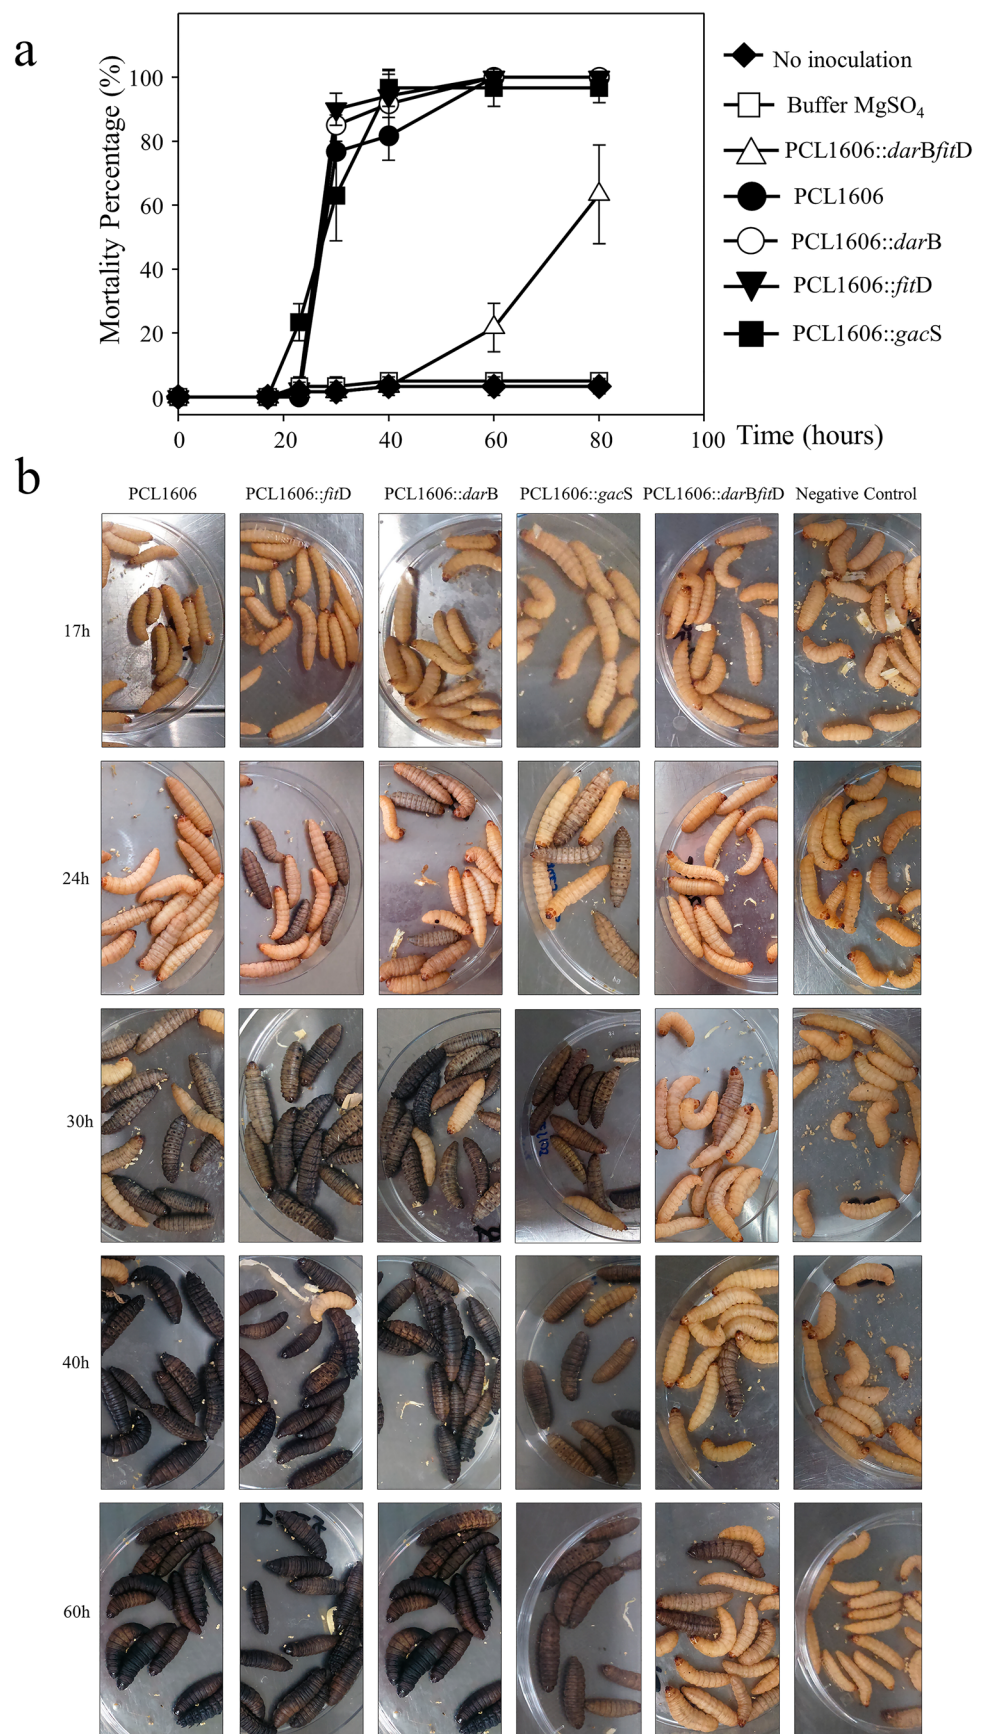 a
Mortality Percentage (%)
100
80
60
40
20
0
0 20 40 60 80 100 Time (hours)
No inoculation
Buffer MgSO₄
PCL1606::darBfitD
PCL1606
PCL1606::darB
PCL1606::fitD
PCL1606::gacS
b
PCL1606 PCL1606::fitD PCL1606::darB PCL1606::gacS PCL1606::darBfitD Negative Control
17h
24h
30h
40h
60h